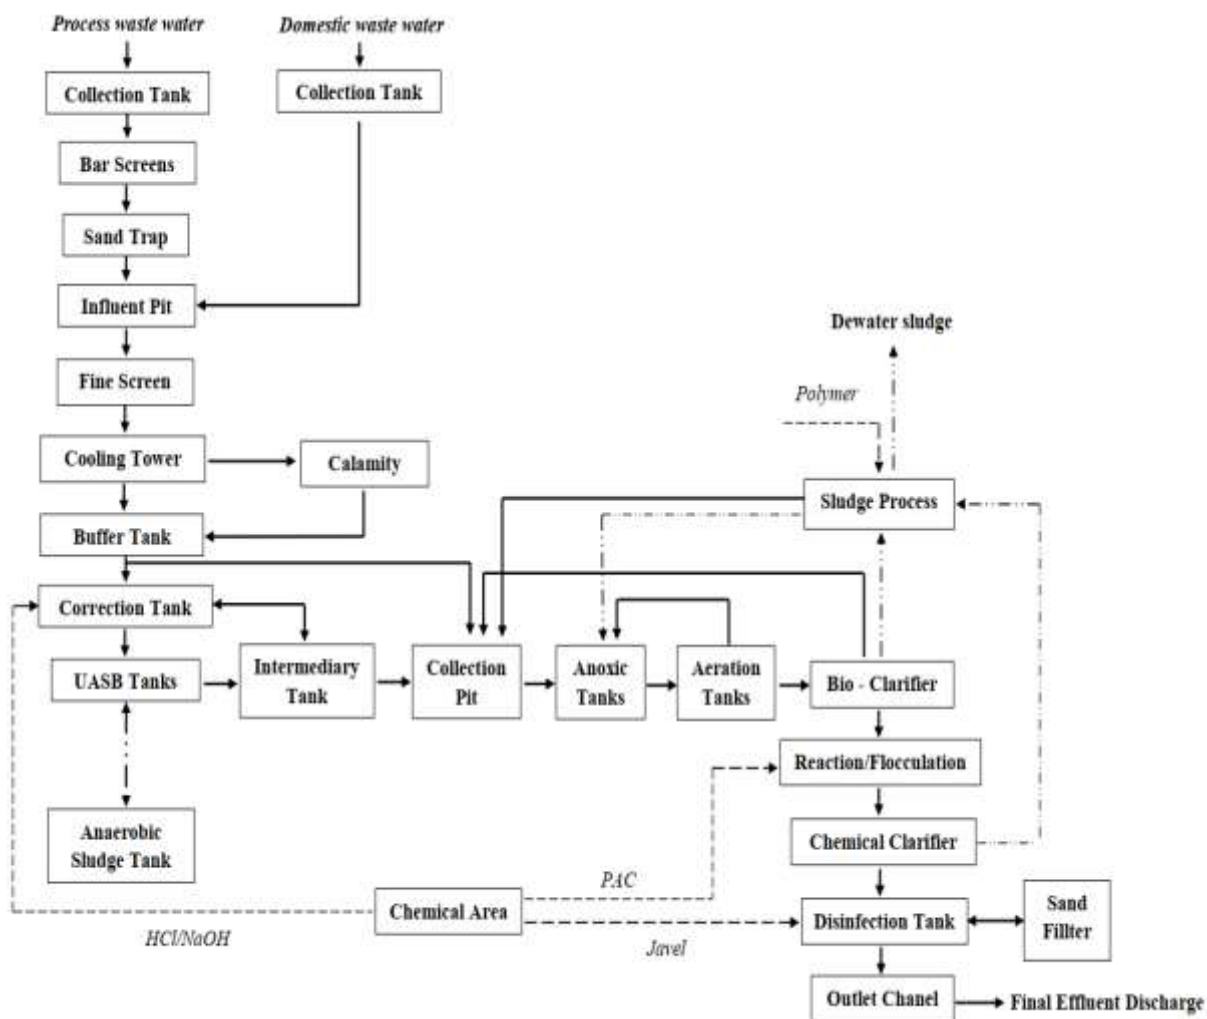 Process waste water
Domestic waste water
Collection Tank
Collection Tank
Bar Screens
Sand Trap
Influent Pit
Dewater sludge
Fine Screen
Polymer
Cooling Tower
Calamity
Sludge Process
Buffer Tank
Correction Tank
UASB Tanks
Intermediary
Tank
Collection
Pit
Anoxic
Tanks
Aeration
Tanks
Bio - Clarifier
Reaction/Flocculation
Anaerobic
Sludge Tank
Chemical Clarifier
PAC
Chemical Area
HCl/NaOH
Javel
Disinfection Tank
Sand
Fillter
Outlet Chanel
Final Effluent Discharge